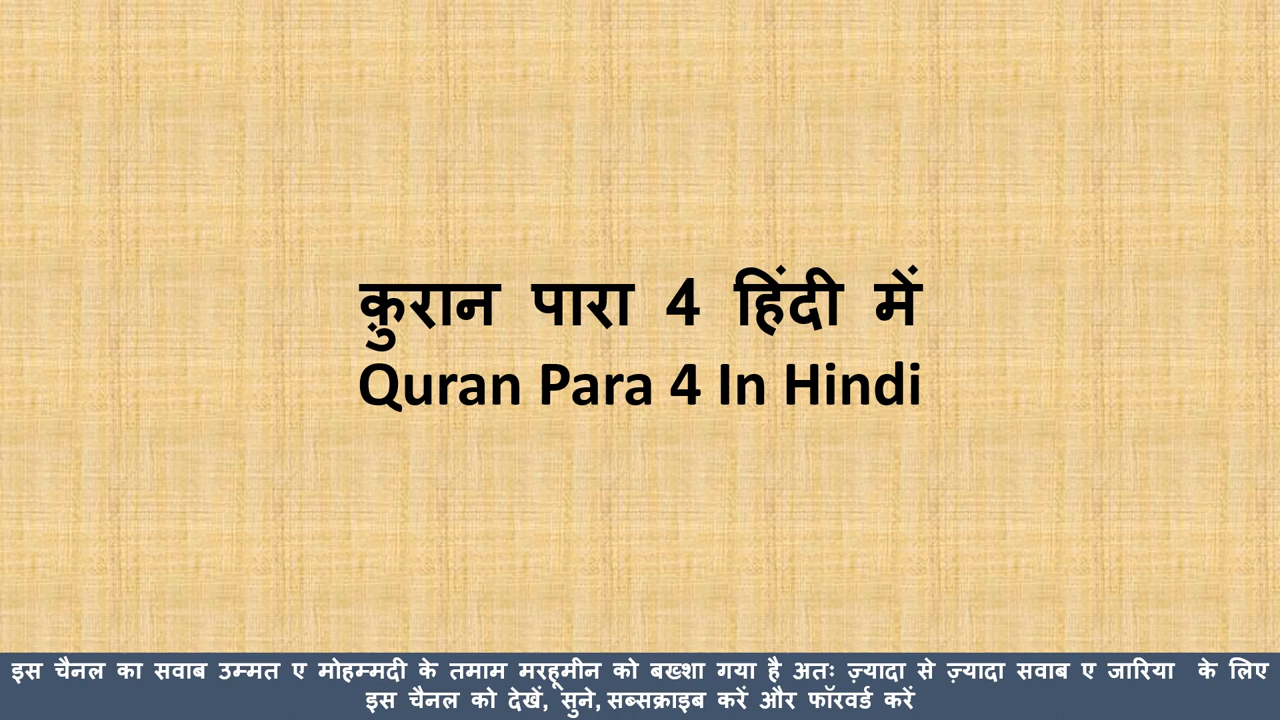 क़ुरान पारा 4 हिंदी में
Quran Para 4 In Hindi
इस चैनल का सवाब उम्मत ए मोहम्मदी के तमाम मरहूमीन को बख्शा गया है अतः ज़्यादा से ज़्यादा सवाब ए जारिया के लिए
इस चैनल को देखें, सुने, सब्सक्राइब करें और फॉरवर्ड करें